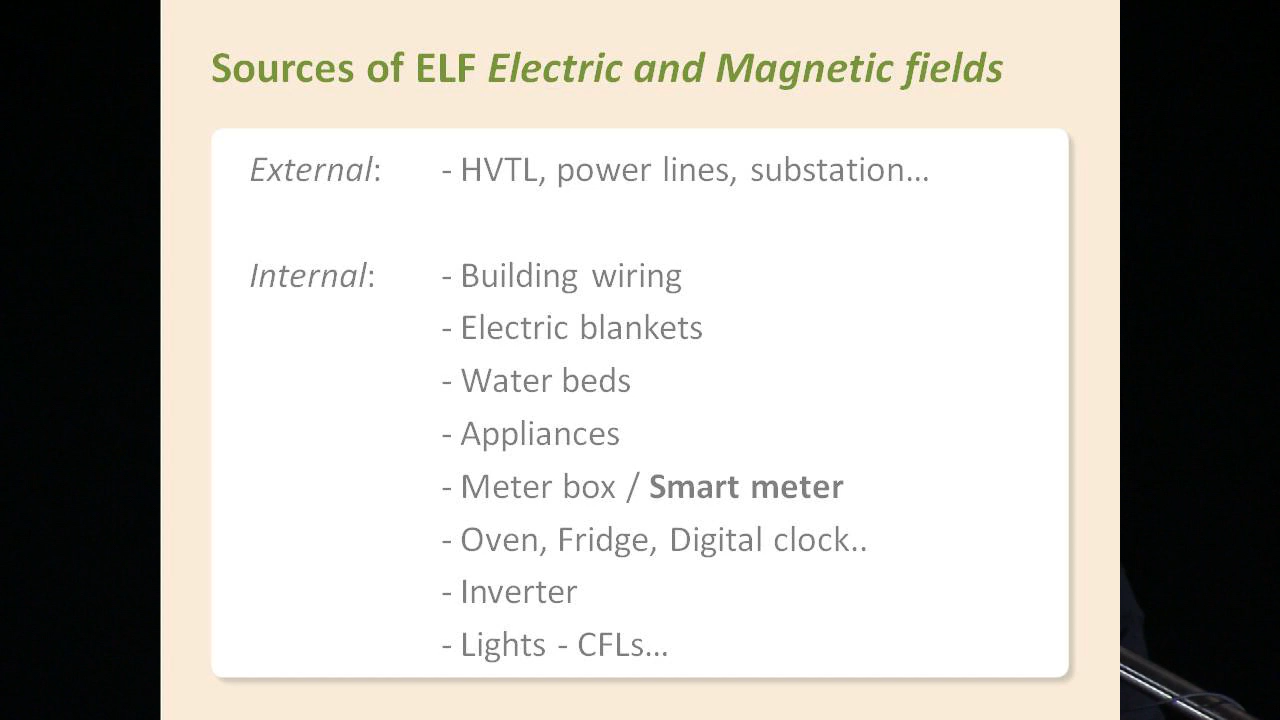 Sources of ELF Electric and Magnetic fields
External: - HVTL, power lines, substation...
Internal: - Building wiring
- Electric blankets
- Water beds
- Appliances
- Meter box / Smart meter
- Oven, Fridge, Digital clock..
- Inverter
- Lights - CFLs...